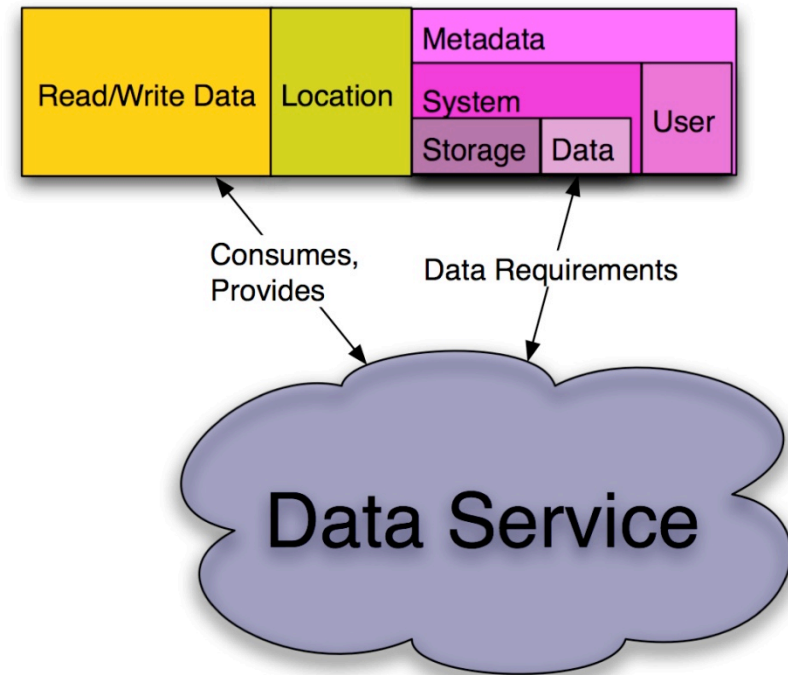 Read/Write Data
Location
Metadata
System
Storage
Data
User
Consumes,
Provides
Data Requirements
Data Service